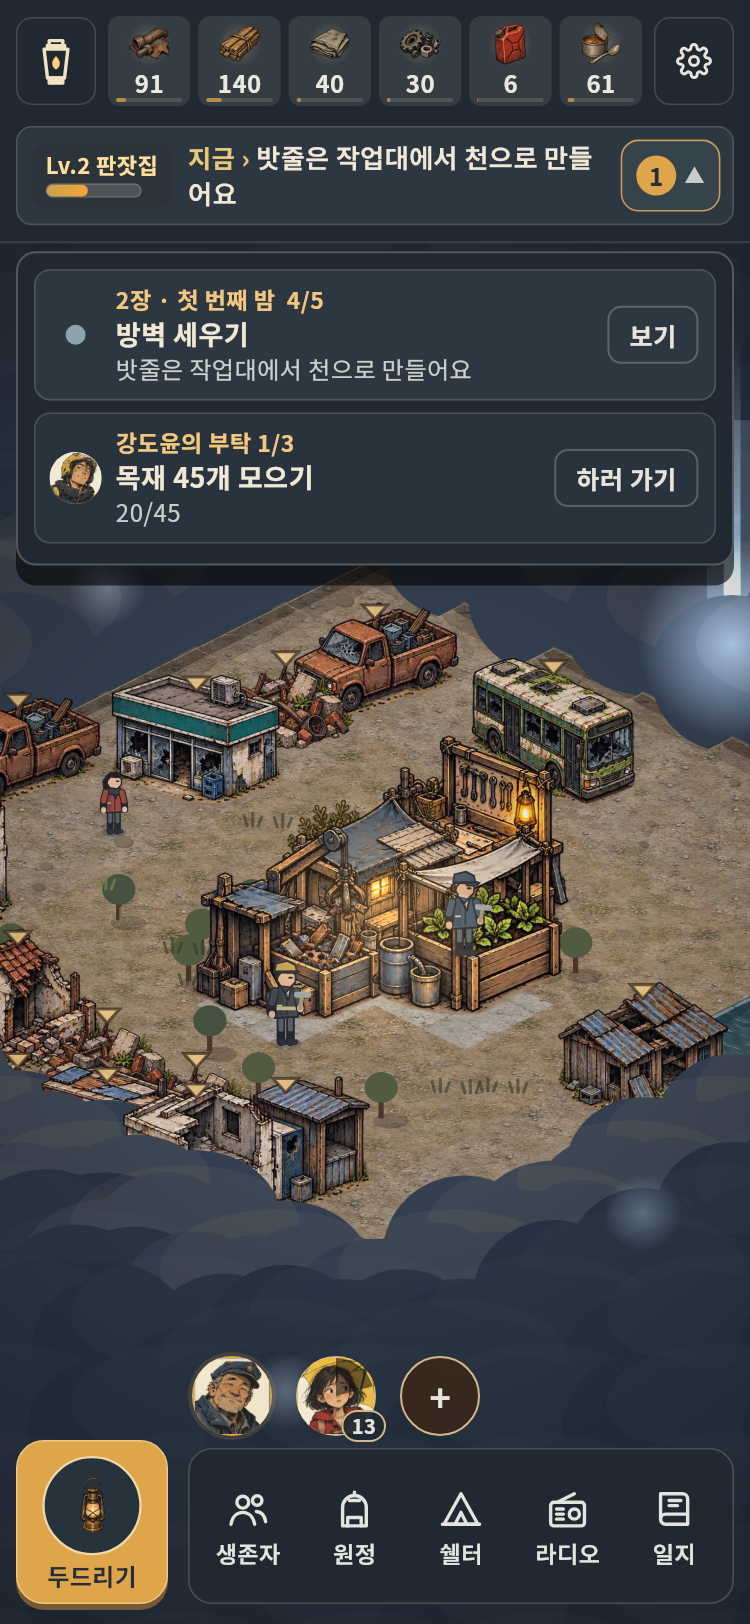 91
140
40
30
6
61
Lv.2 판잣집
지금 › 밧줄은 작업대에서 천으로 만들
어요
1
2장 · 첫 번째 밤 4/5
방벽 세우기
밧줄은 작업대에서 천으로 만들어요
보기
강도윤의 부탁 1/3
목재 45개 모으기
20/45
하러 가기
13
+
두드리기
생존자
원정
쉘터
라디오
일지